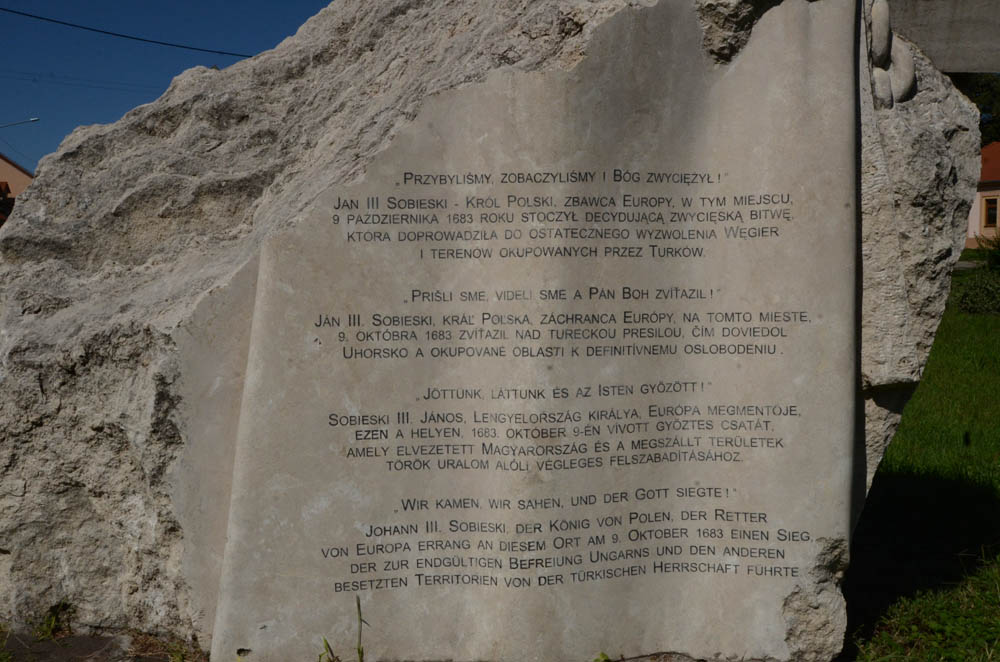 „Przybyliśmy, zobaczyliśmy i Bóg zwyciężył!"
Jan III Sobieski - Król Polski, zbawca Europy, w tym miejscu,
9 października 1683 roku stoczył decydującą zwycięską bitwę,
która doprowadziła do ostatecznego wyzwolenia Węgier
i terenów okupowanych przez Turków.
„Prišli sme, videli sme a Pán Boh zvíťazil!"
Ján III. Sobieski, kráľ Polska, záchranca Európy, na tomto mieste,
9. októbra 1683 zvíťazil nad tureckou presilou, čím doviedol
Uhorsko a okupované oblasti k definitívnemu oslobodeniu.
„Jöttünk, láttunk és az Isten győzött!"
Sobieski III. János, Lengyelország királya, Európa megmentője,
ezen a helyen, 1683. október 9-én vívott győztes csatát,
amely elvezetett Magyarország és a megszállt területek
török uralom alóli végleges felszabadításához.
„Wir kamen, wir sahen, und der Gott siegte!"
Johann III. Sobieski, der König von Polen, der Retter
von Europa errang an diesem Ort am 9. Oktober 1683 einen Sieg,
der zur endgültigen Befreiung Ungarns und den anderen
besetzten Territorien von der türkischen Herrschaft führte